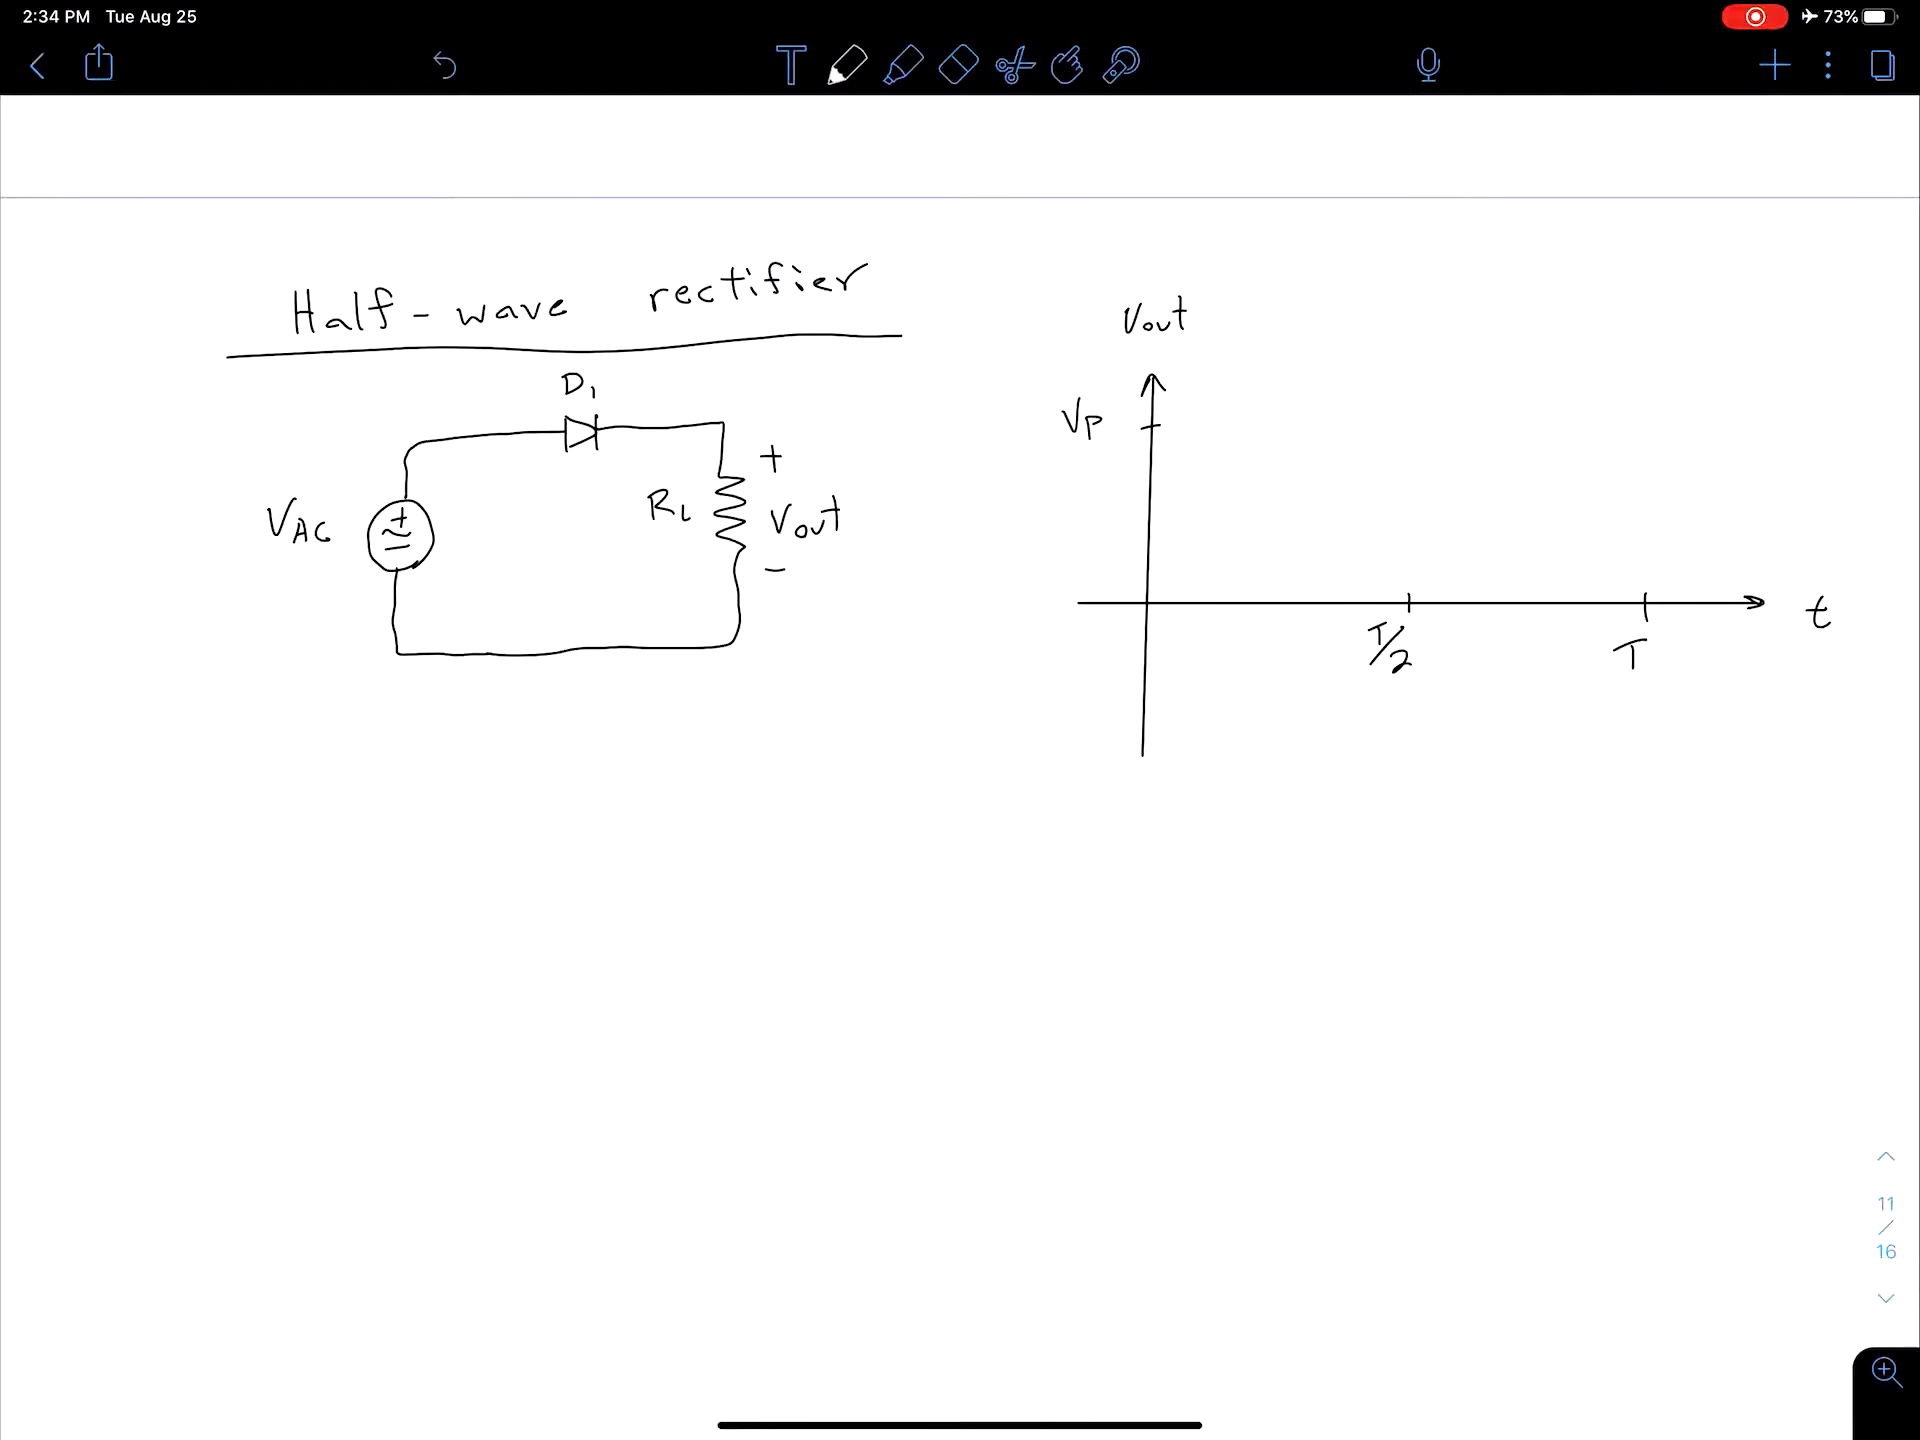 2:34 PM Tue Aug 25
73%
T
Half-wave rectifier
D1
VAC
+
RL
+
Vout
-
Vout
Vp
t
T/2
T
11
/
16